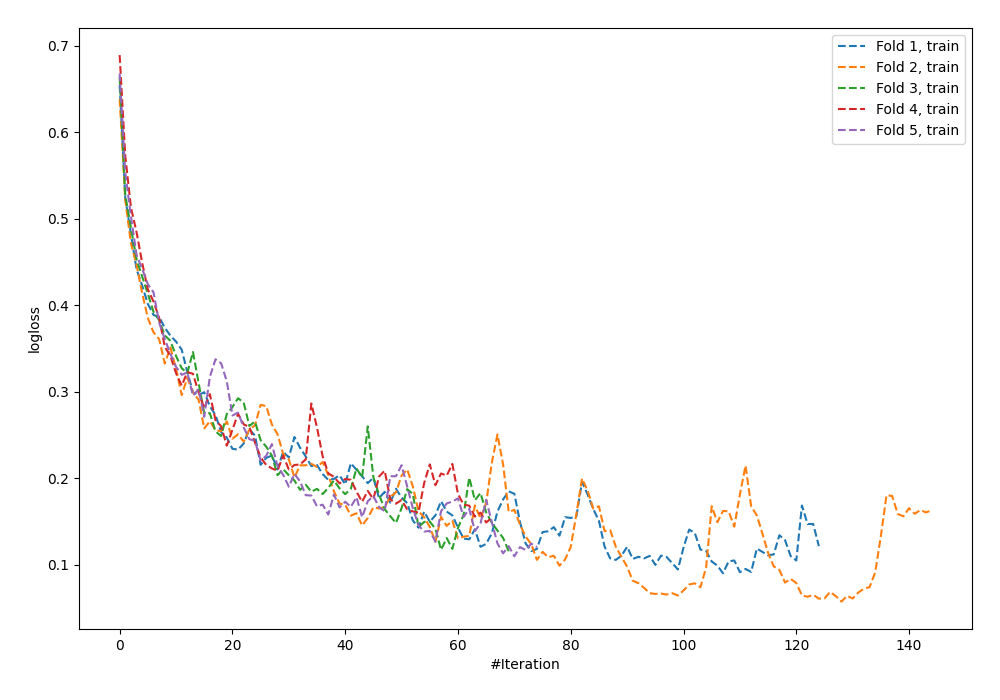 Fold 1, train
Fold 2, train
Fold 3, train
Fold 4, train
Fold 5, train
logloss
0.7
0.6
0.5
0.4
0.3
0.2
0.1
0 20 40 60 80 100 120 140
#Iteration